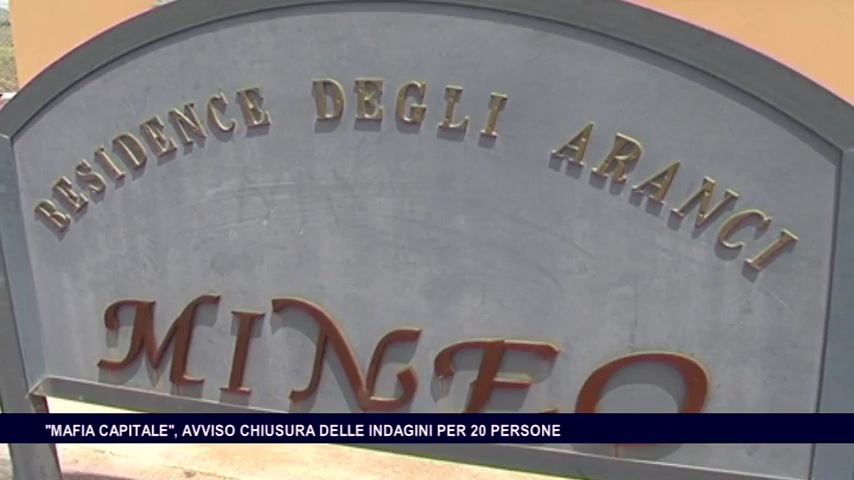 RESIDENCE DEGLI ARANCI
MINEO
"MAFIA CAPITALE", AVVISO CHIUSURA DELLE INDAGINI PER 20 PERSONE